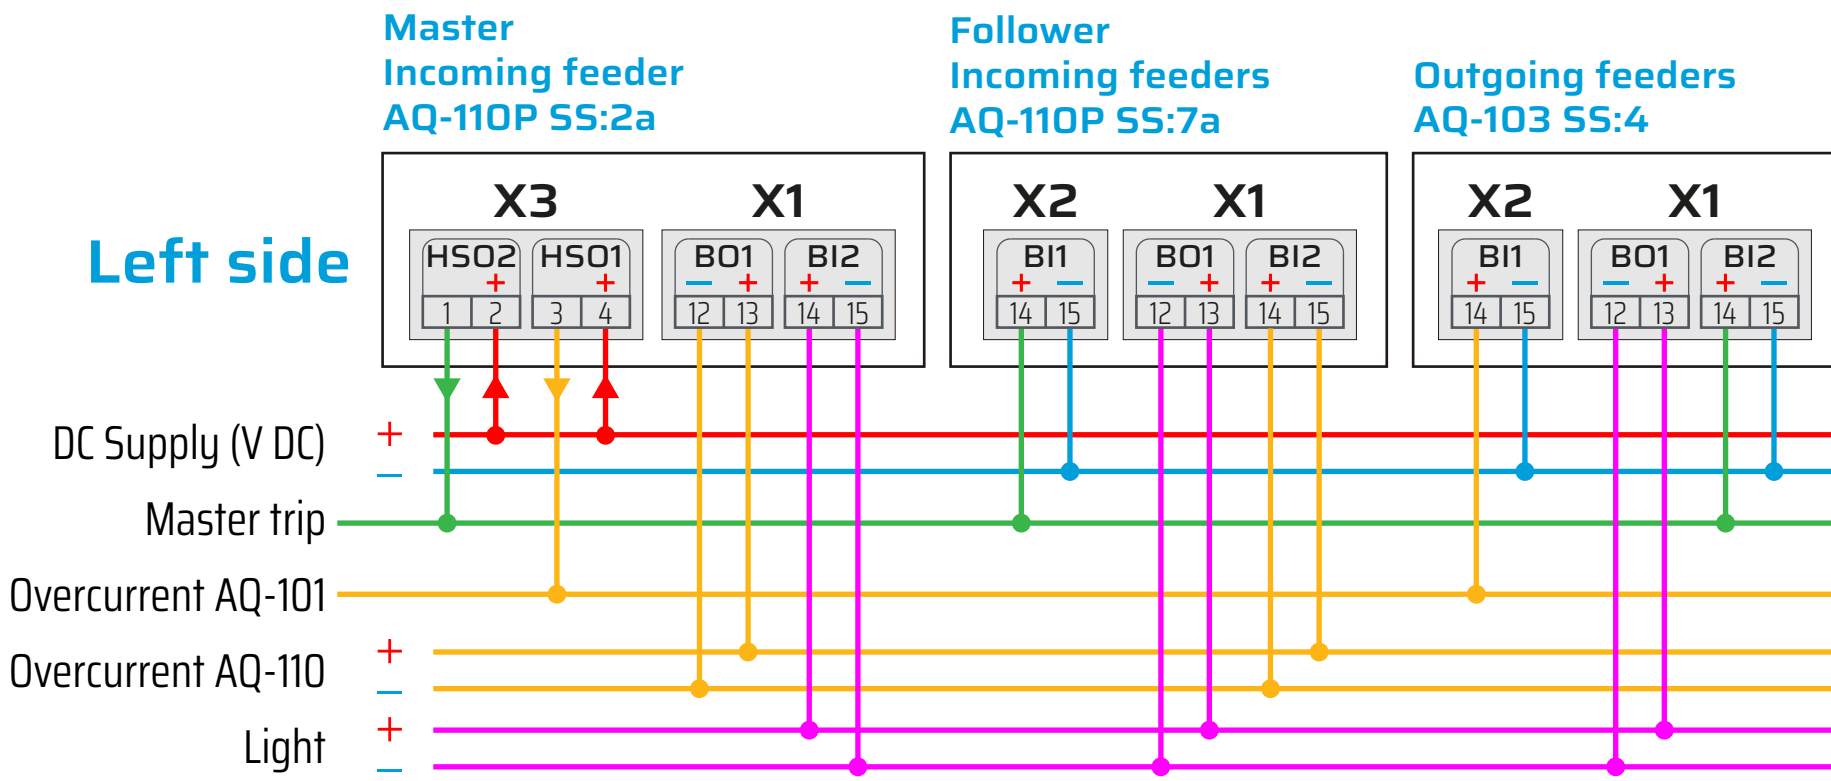 Master
Incoming feeder
AQ-110P SS:2a
Follower
Incoming feeders
AQ-110P SS:7a
Outgoing feeders
AQ-103 SS:4
Left side
X3 X1 X2 X1 X2 X1
HSO2 HSO1 BO1 BI2 BI1 BO1 BI2 BI1 BO1 BI2
+ + − + + − + − − + + − + − − + + −
1 2 3 4 12 13 14 15 14 15 12 13 14 15 14 15 12 13 14 15
DC Supply (V DC) +
−
Master trip
Overcurrent AQ-101
Overcurrent AQ-110 +
−
Light +
−